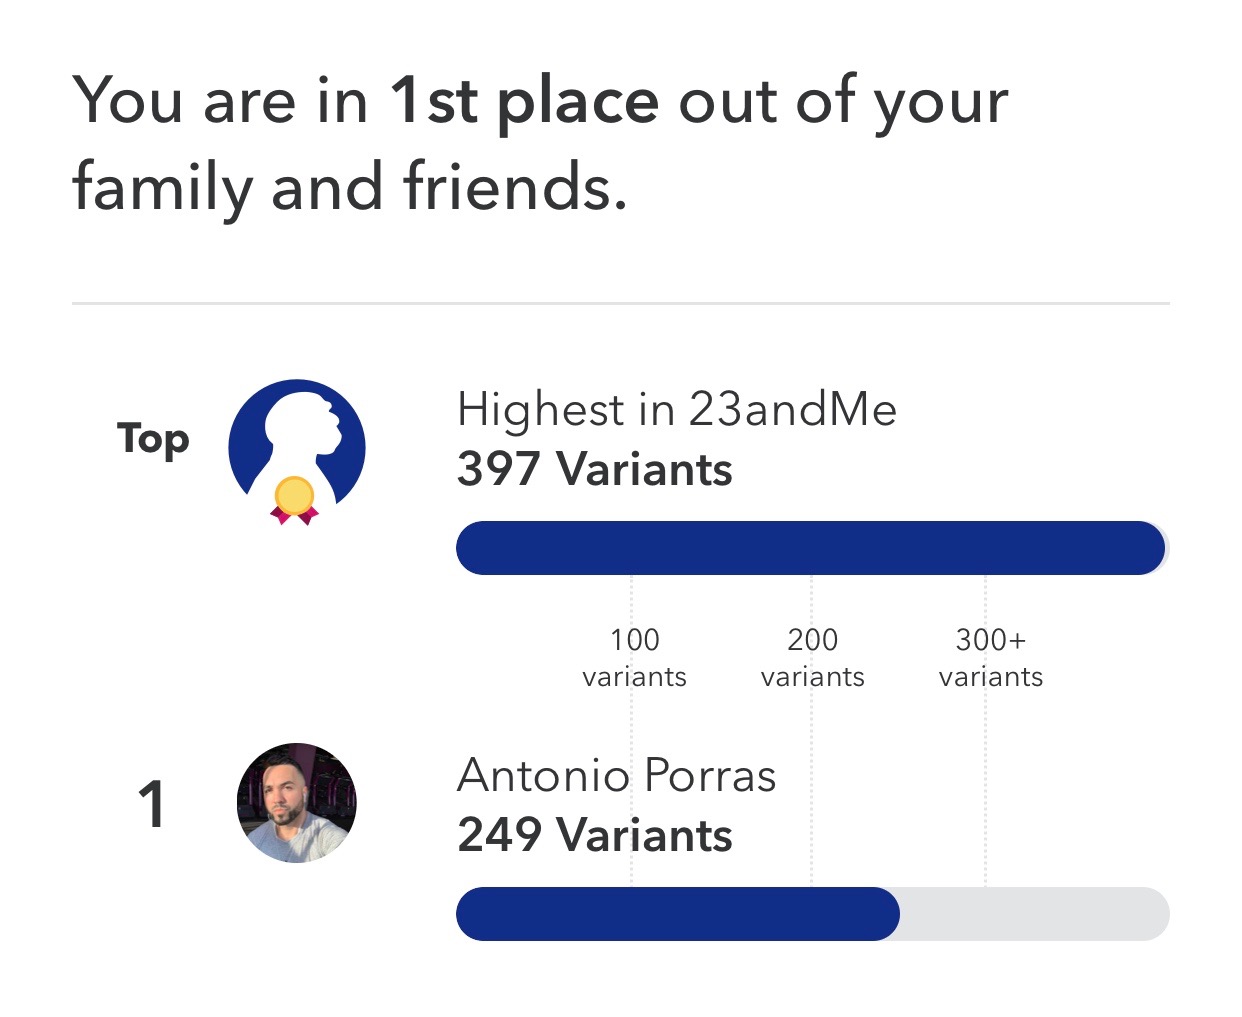 You are in 1st place out of your
family and friends.
Top
Highest in 23andMe
397 Variants
100
variants
200
variants
300+
variants
1
Antonio Porras
249 Variants